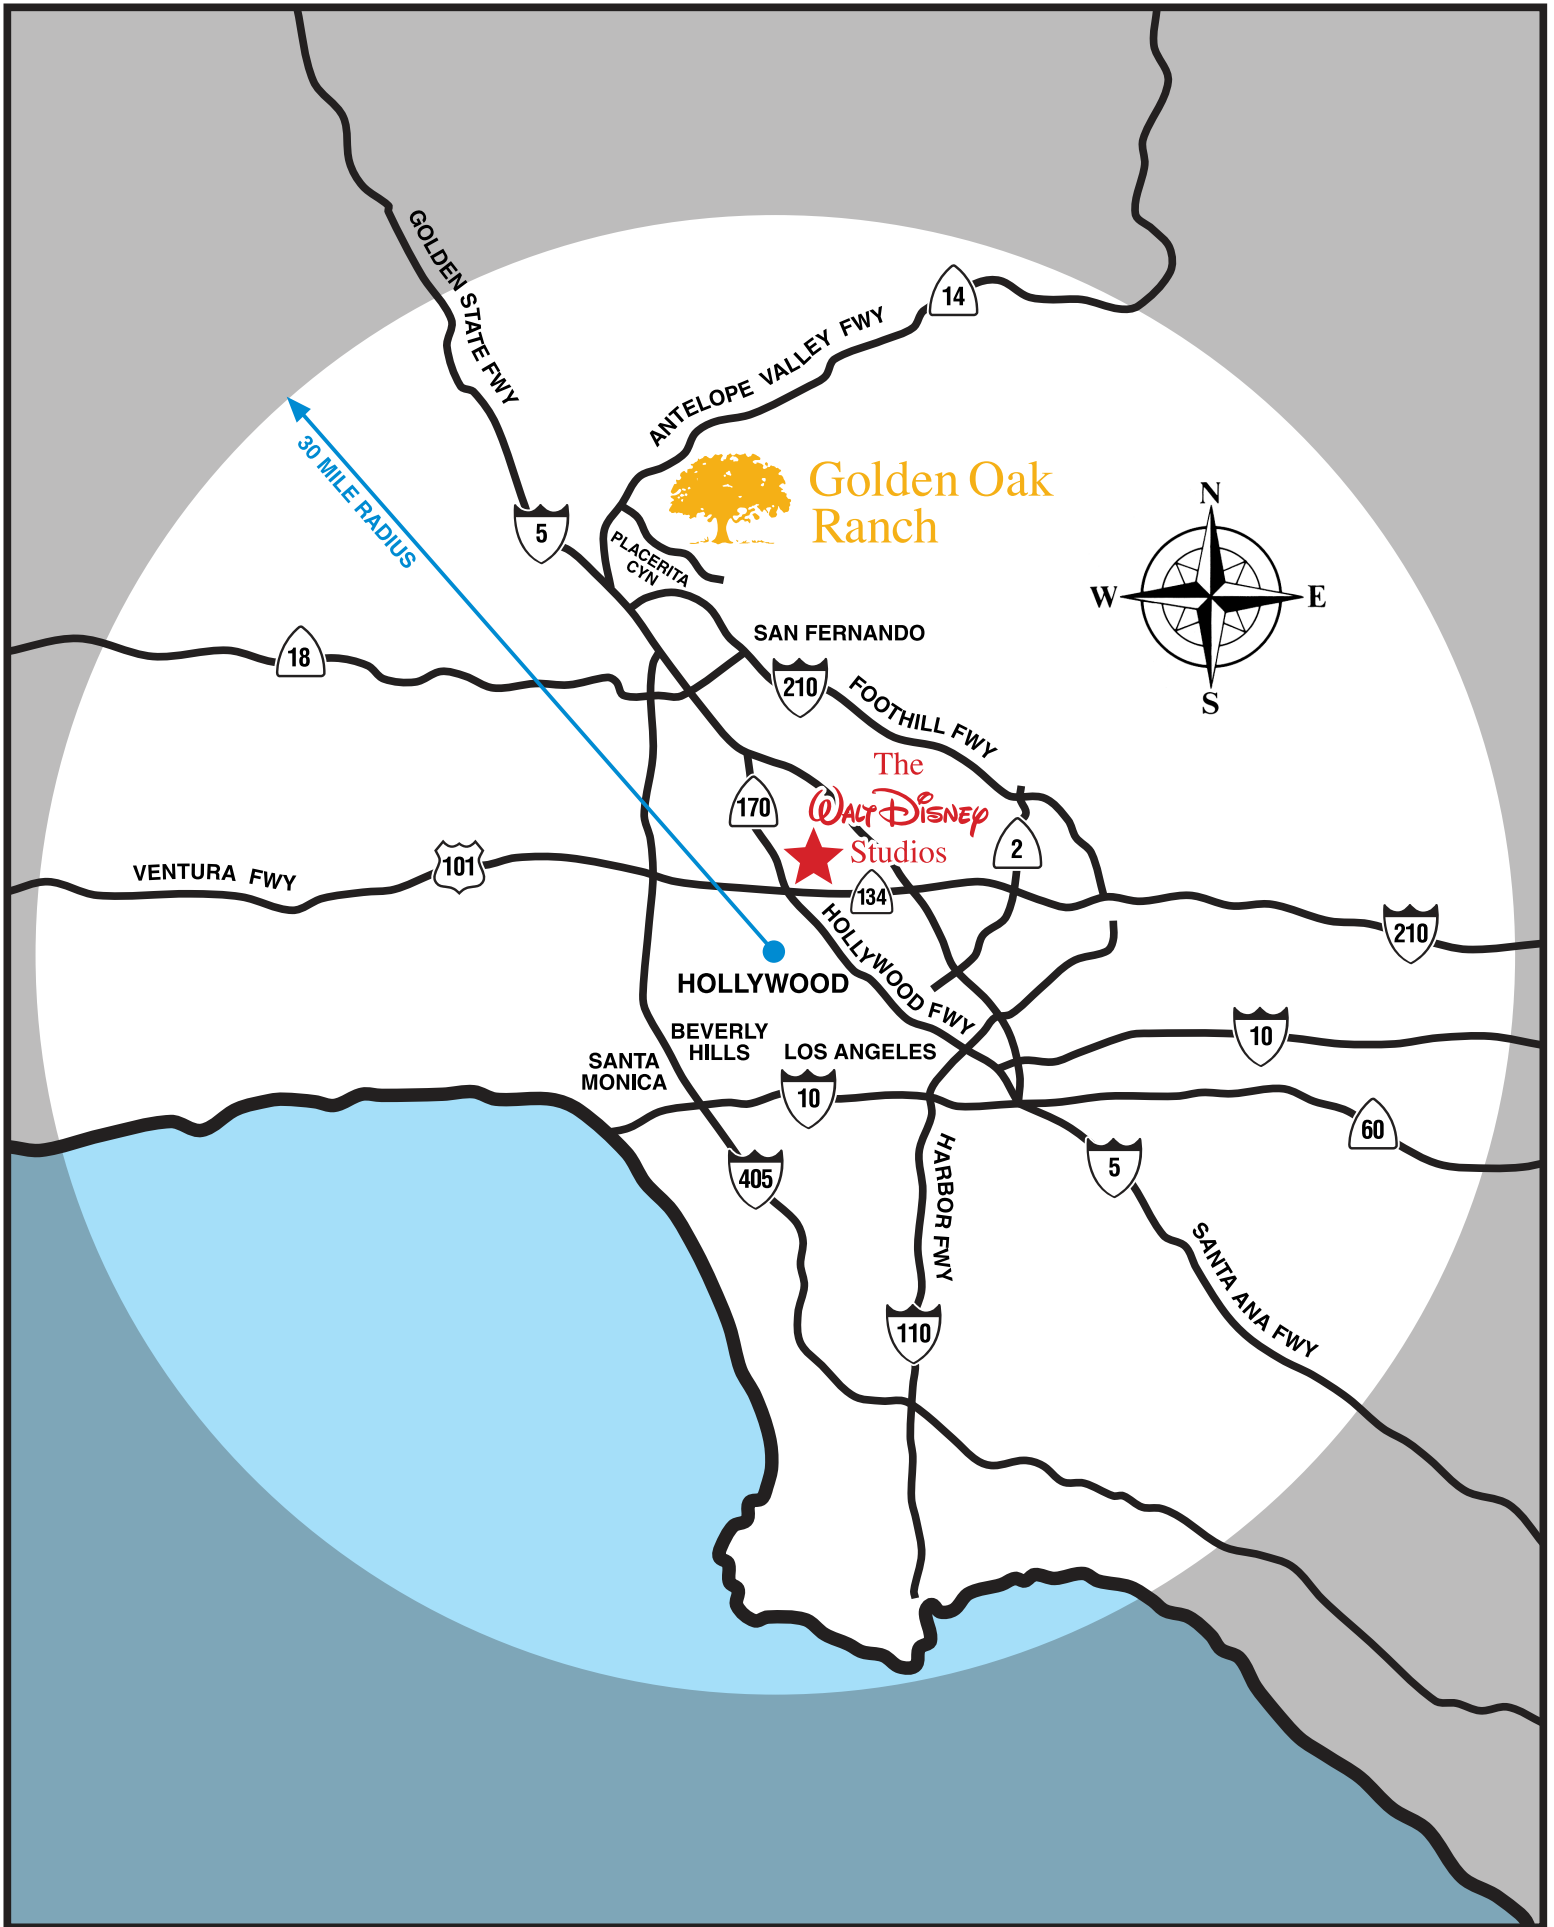 GOLDEN STATE FWY
14
ANTELOPE VALLEY FWY
30 MILE RADIUS
Golden Oak
Ranch
5
PLACERITA
CYN
N
W
E
S
SAN FERNANDO
18
210
FOOTHILL FWY
The
WALT DISNEY
Studios
170
2
VENTURA FWY
101
134
210
HOLLYWOOD FWY
HOLLYWOOD
BEVERLY
HILLS
LOS ANGELES
SANTA
MONICA
10
10
60
405
HARBOR FWY
5
SANTA ANA FWY
110